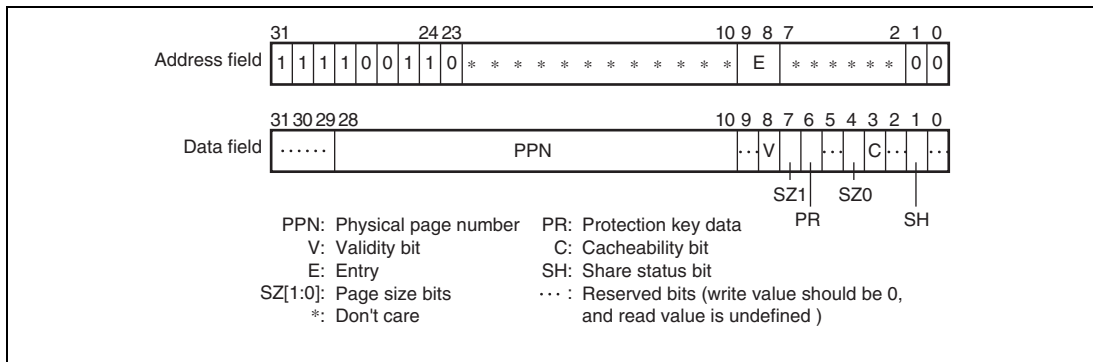 31 24 23 10 9 8 7 2 1 0
Address field 1 1 1 1 0 0 1 1 0 * * * * * * * * * * * * * E * * * * * * 0 0
31 30 29 28 10 9 8 7 6 5 4 3 2 1 0
Data field ······ PPN ··· V ··· C ··· ···
SZ1 SZ0
PR SH
PPN: Physical page number PR: Protection key data
V: Validity bit C: Cacheability bit
E: Entry SH: Share status bit
SZ[1:0]: Page size bits ··· : Reserved bits (write value should be 0,
*: Don't care and read value is undefined )